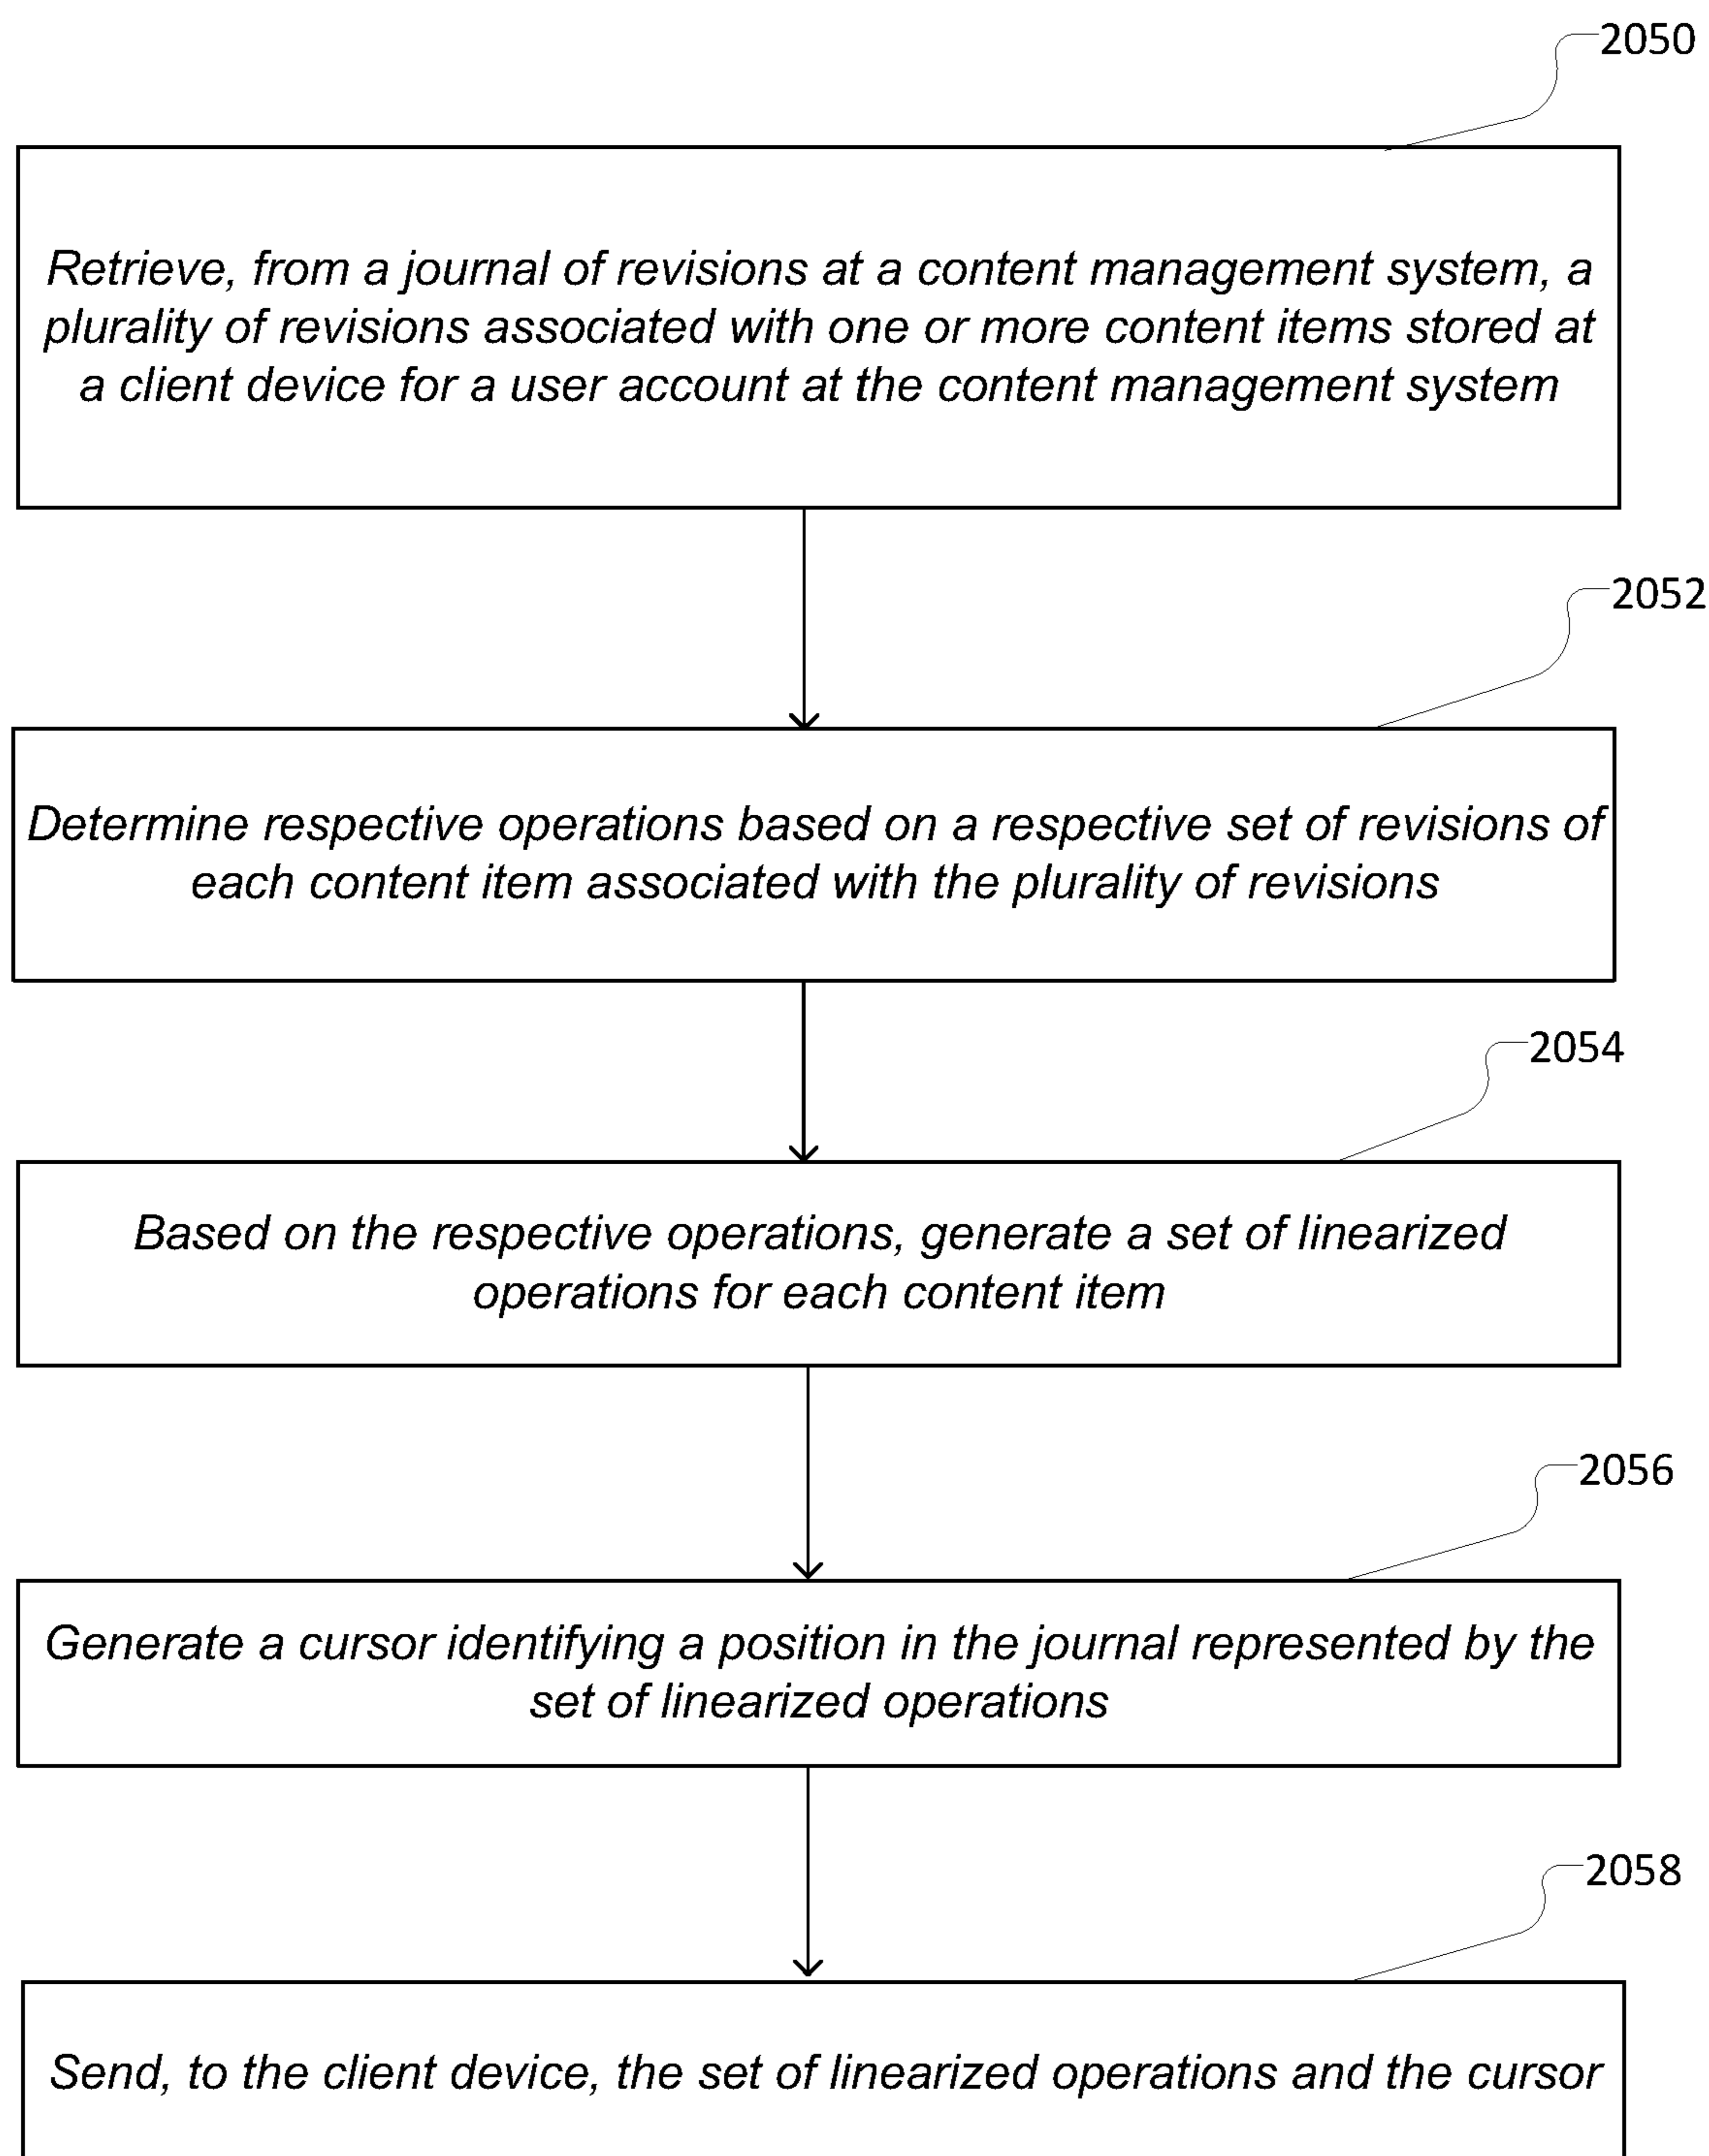 2050
Retrieve, from a journal of revisions at a content management system, a
plurality of revisions associated with one or more content items stored at
a client device for a user account at the content management system
2052
Determine respective operations based on a respective set of revisions of
each content item associated with the plurality of revisions
2054
Based on the respective operations, generate a set of linearized
operations for each content item
2056
Generate a cursor identifying a position in the journal represented by the
set of linearized operations
2058
Send, to the client device, the set of linearized operations and the cursor